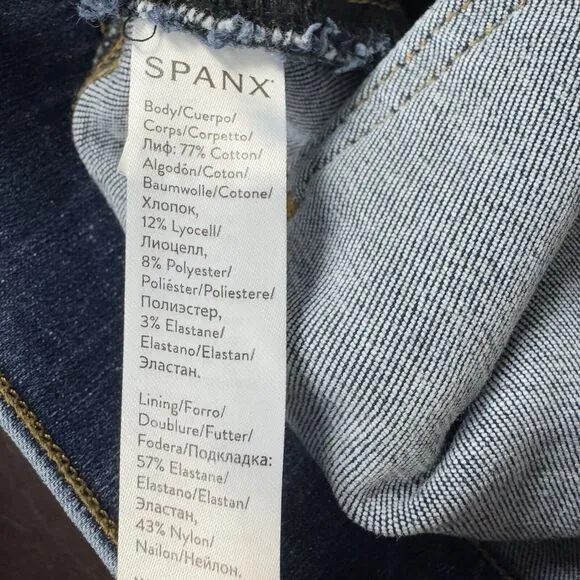 SPANX
Body/Cuerpo/
Corps/Corpetto/
Лиф: 77% Cotton/
Algodón/Coton/
Baumwolle/Cotone/
Хлопок,
12% Lyocell/
Лиоцелл,
8% Polyester/
Poliéster/Poliestere/
Полиэстер,
3% Elastane/
Elastano/Elastan/
Эластан.
Lining/Forro/
Doublure/Futter/
Fodera/Подкладка:
57% Elastane/
Elastano/Elastan/
Эластан,
43% Nylon/
Nailon/Нейлон,